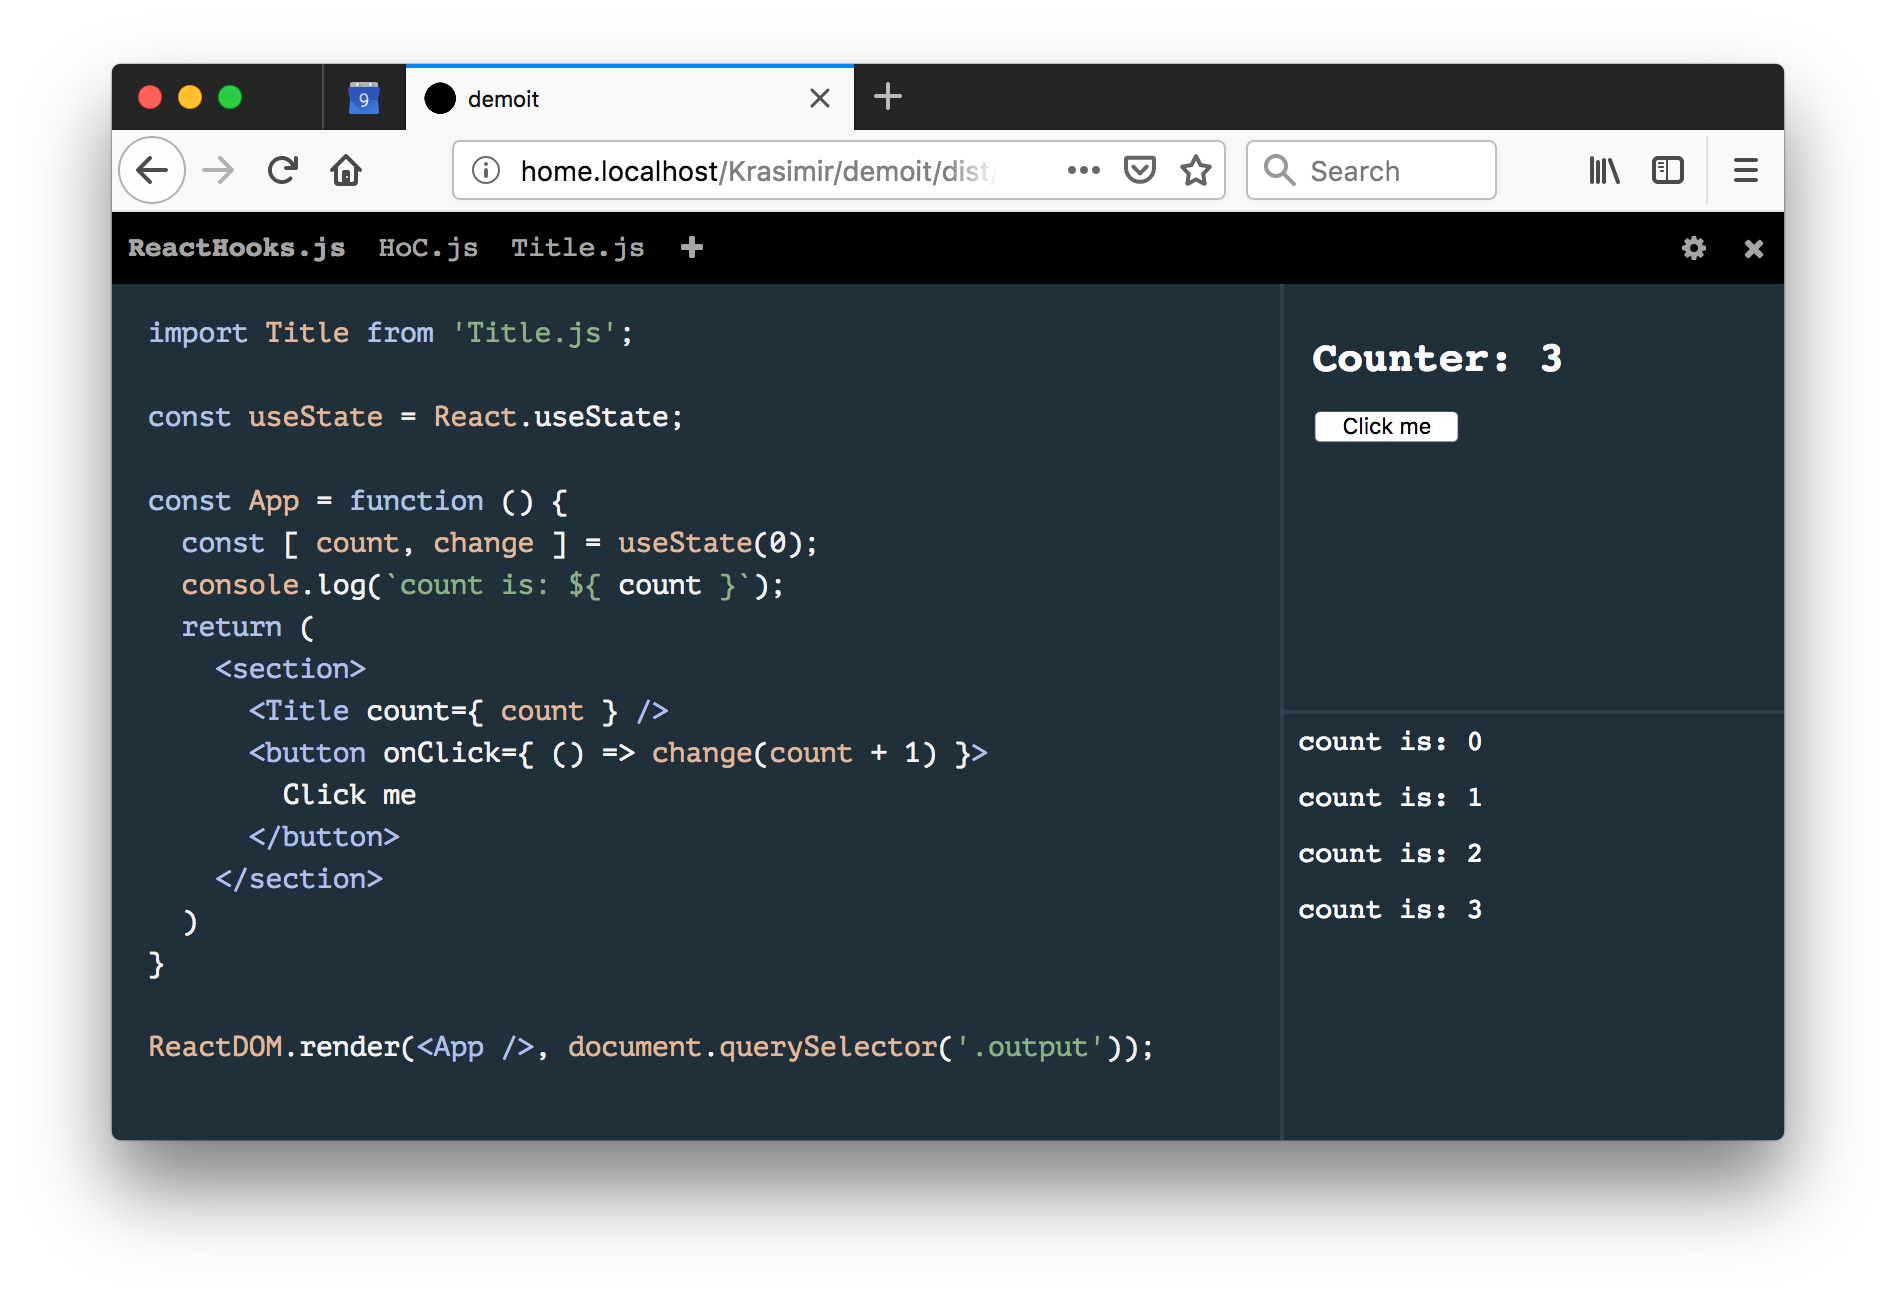 9
demoit
home.localhost/Krasimir/demoit/dist/
Search
ReactHooks.js HoC.js Title.js
import Title from 'Title.js';
const useState = React.useState;
const App = function () {
  const [ count, change ] = useState(0);
  console.log(`count is: ${ count }`);
  return (
    <section>
      <Title count={ count } />
      <button onClick={ () => change(count + 1) }>
        Click me
      </button>
    </section>
  )
}
ReactDOM.render(<App />, document.querySelector('.output'));
Counter: 3
Click me
count is: 0
count is: 1
count is: 2
count is: 3